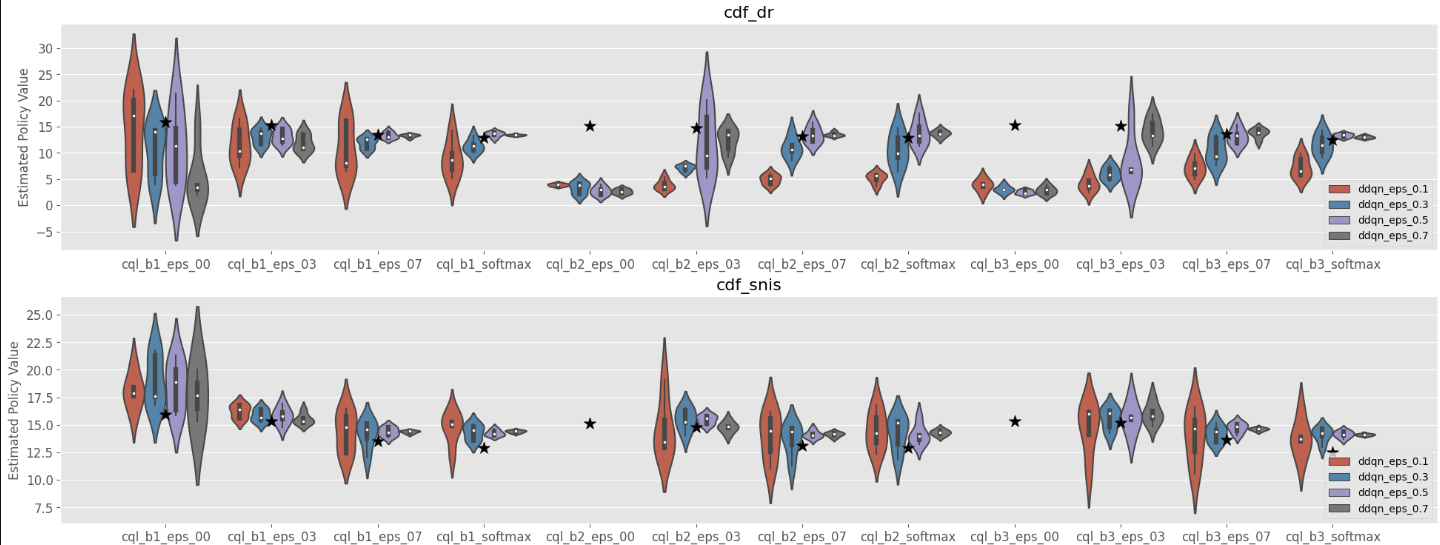 cdf_dr
Estimated Policy Value
30
25
20
15
10
5
0
−5
ddqn_eps_0.1
ddqn_eps_0.3
ddqn_eps_0.5
ddqn_eps_0.7
cql_b1_eps_00 cql_b1_eps_03 cql_b1_eps_07 cql_b1_softmax cql_b2_eps_00 cql_b2_eps_03 cql_b2_eps_07 cql_b2_softmax cql_b3_eps_00 cql_b3_eps_03 cql_b3_eps_07 cql_b3_softmax
cdf_snis
Estimated Policy Value
25.0
22.5
20.0
17.5
15.0
12.5
10.0
7.5
ddqn_eps_0.1
ddqn_eps_0.3
ddqn_eps_0.5
ddqn_eps_0.7
cql_b1_eps_00 cql_b1_eps_03 cql_b1_eps_07 cql_b1_softmax cql_b2_eps_00 cql_b2_eps_03 cql_b2_eps_07 cql_b2_softmax cql_b3_eps_00 cql_b3_eps_03 cql_b3_eps_07 cql_b3_softmax